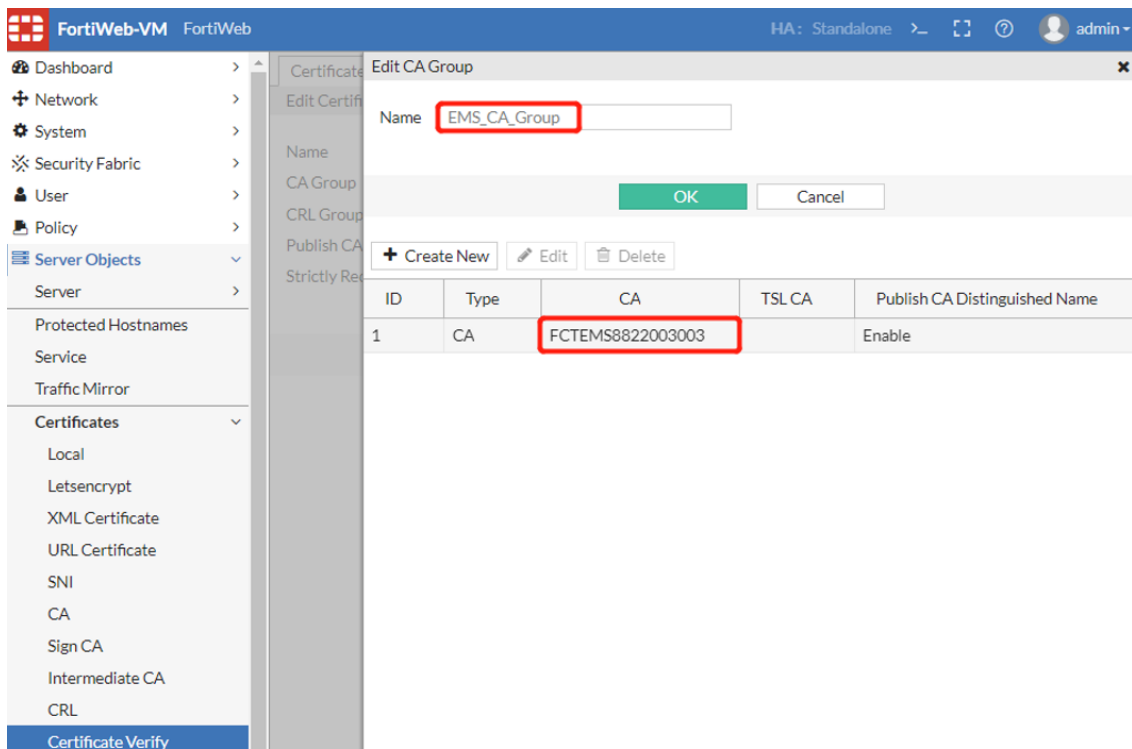 FortiWeb-VM FortiWeb HA: Standalone >_ admin
Dashboard
Network
System
Security Fabric
User
Policy
Server Objects
Server
Protected Hostnames
Service
Traffic Mirror
Certificates
Local
Letsencrypt
XML Certificate
URL Certificate
SNI
CA
Sign CA
Intermediate CA
CRL
Certificate Verify
Certificate
Edit Certifi
Name
CA Group
CRL Group
Publish CA
Strictly Req
Edit CA Group
Name EMS_CA_Group
OK Cancel
Create New Edit Delete
ID Type CA TSL CA Publish CA Distinguished Name
1 CA FCTEMS8822003003 Enable